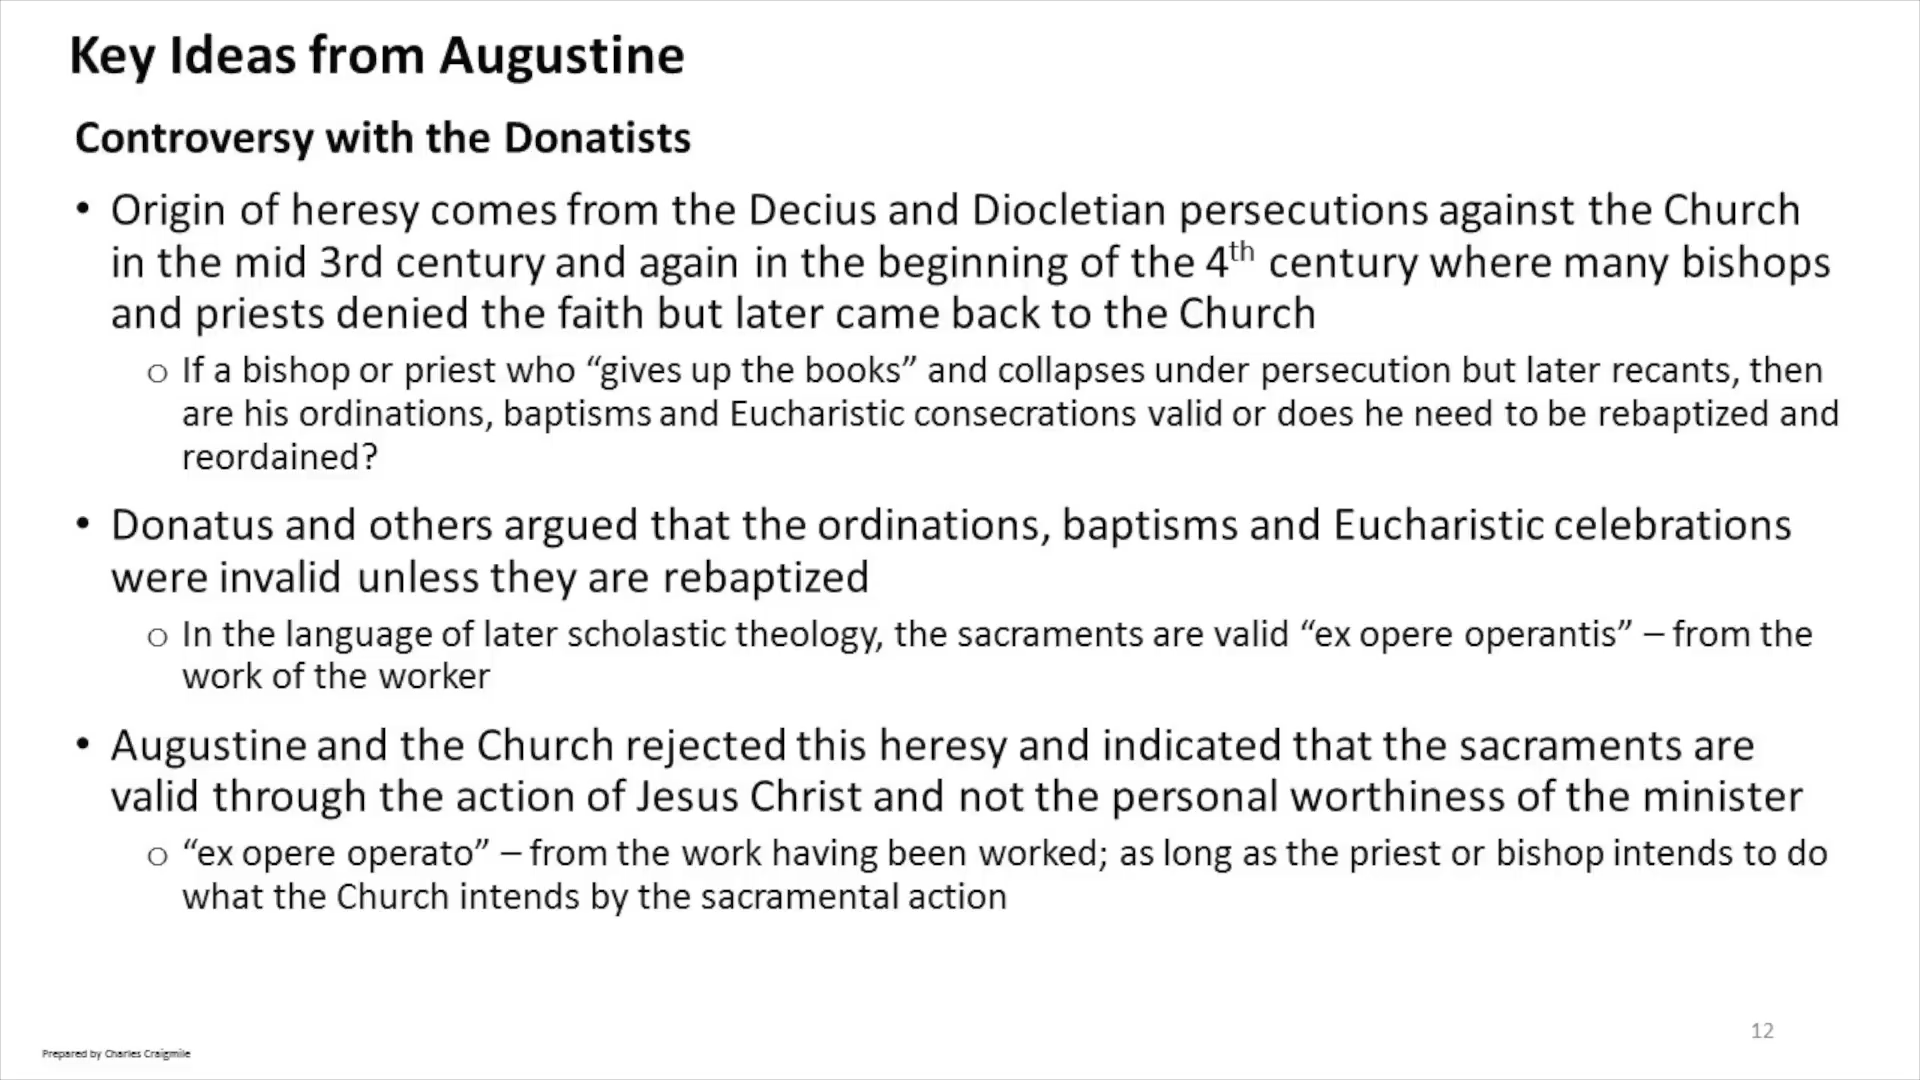 Key Ideas from Augustine
Controversy with the Donatists
• Origin of heresy comes from the Decius and Diocletian persecutions against the Church
in the mid 3rd century and again in the beginning of the 4th century where many bishops
and priests denied the faith but later came back to the Church
o If a bishop or priest who “gives up the books” and collapses under persecution but later recants, then
are his ordinations, baptisms and Eucharistic consecrations valid or does he need to be rebaptized and
reordained?
• Donatus and others argued that the ordinations, baptisms and Eucharistic celebrations
were invalid unless they are rebaptized
o In the language of later scholastic theology, the sacraments are valid “ex opere operantis” – from the
work of the worker
• Augustine and the Church rejected this heresy and indicated that the sacraments are
valid through the action of Jesus Christ and not the personal worthiness of the minister
o “ex opere operato” – from the work having been worked; as long as the priest or bishop intends to do
what the Church intends by the sacramental action
12
Prepared by Charles Craigmile